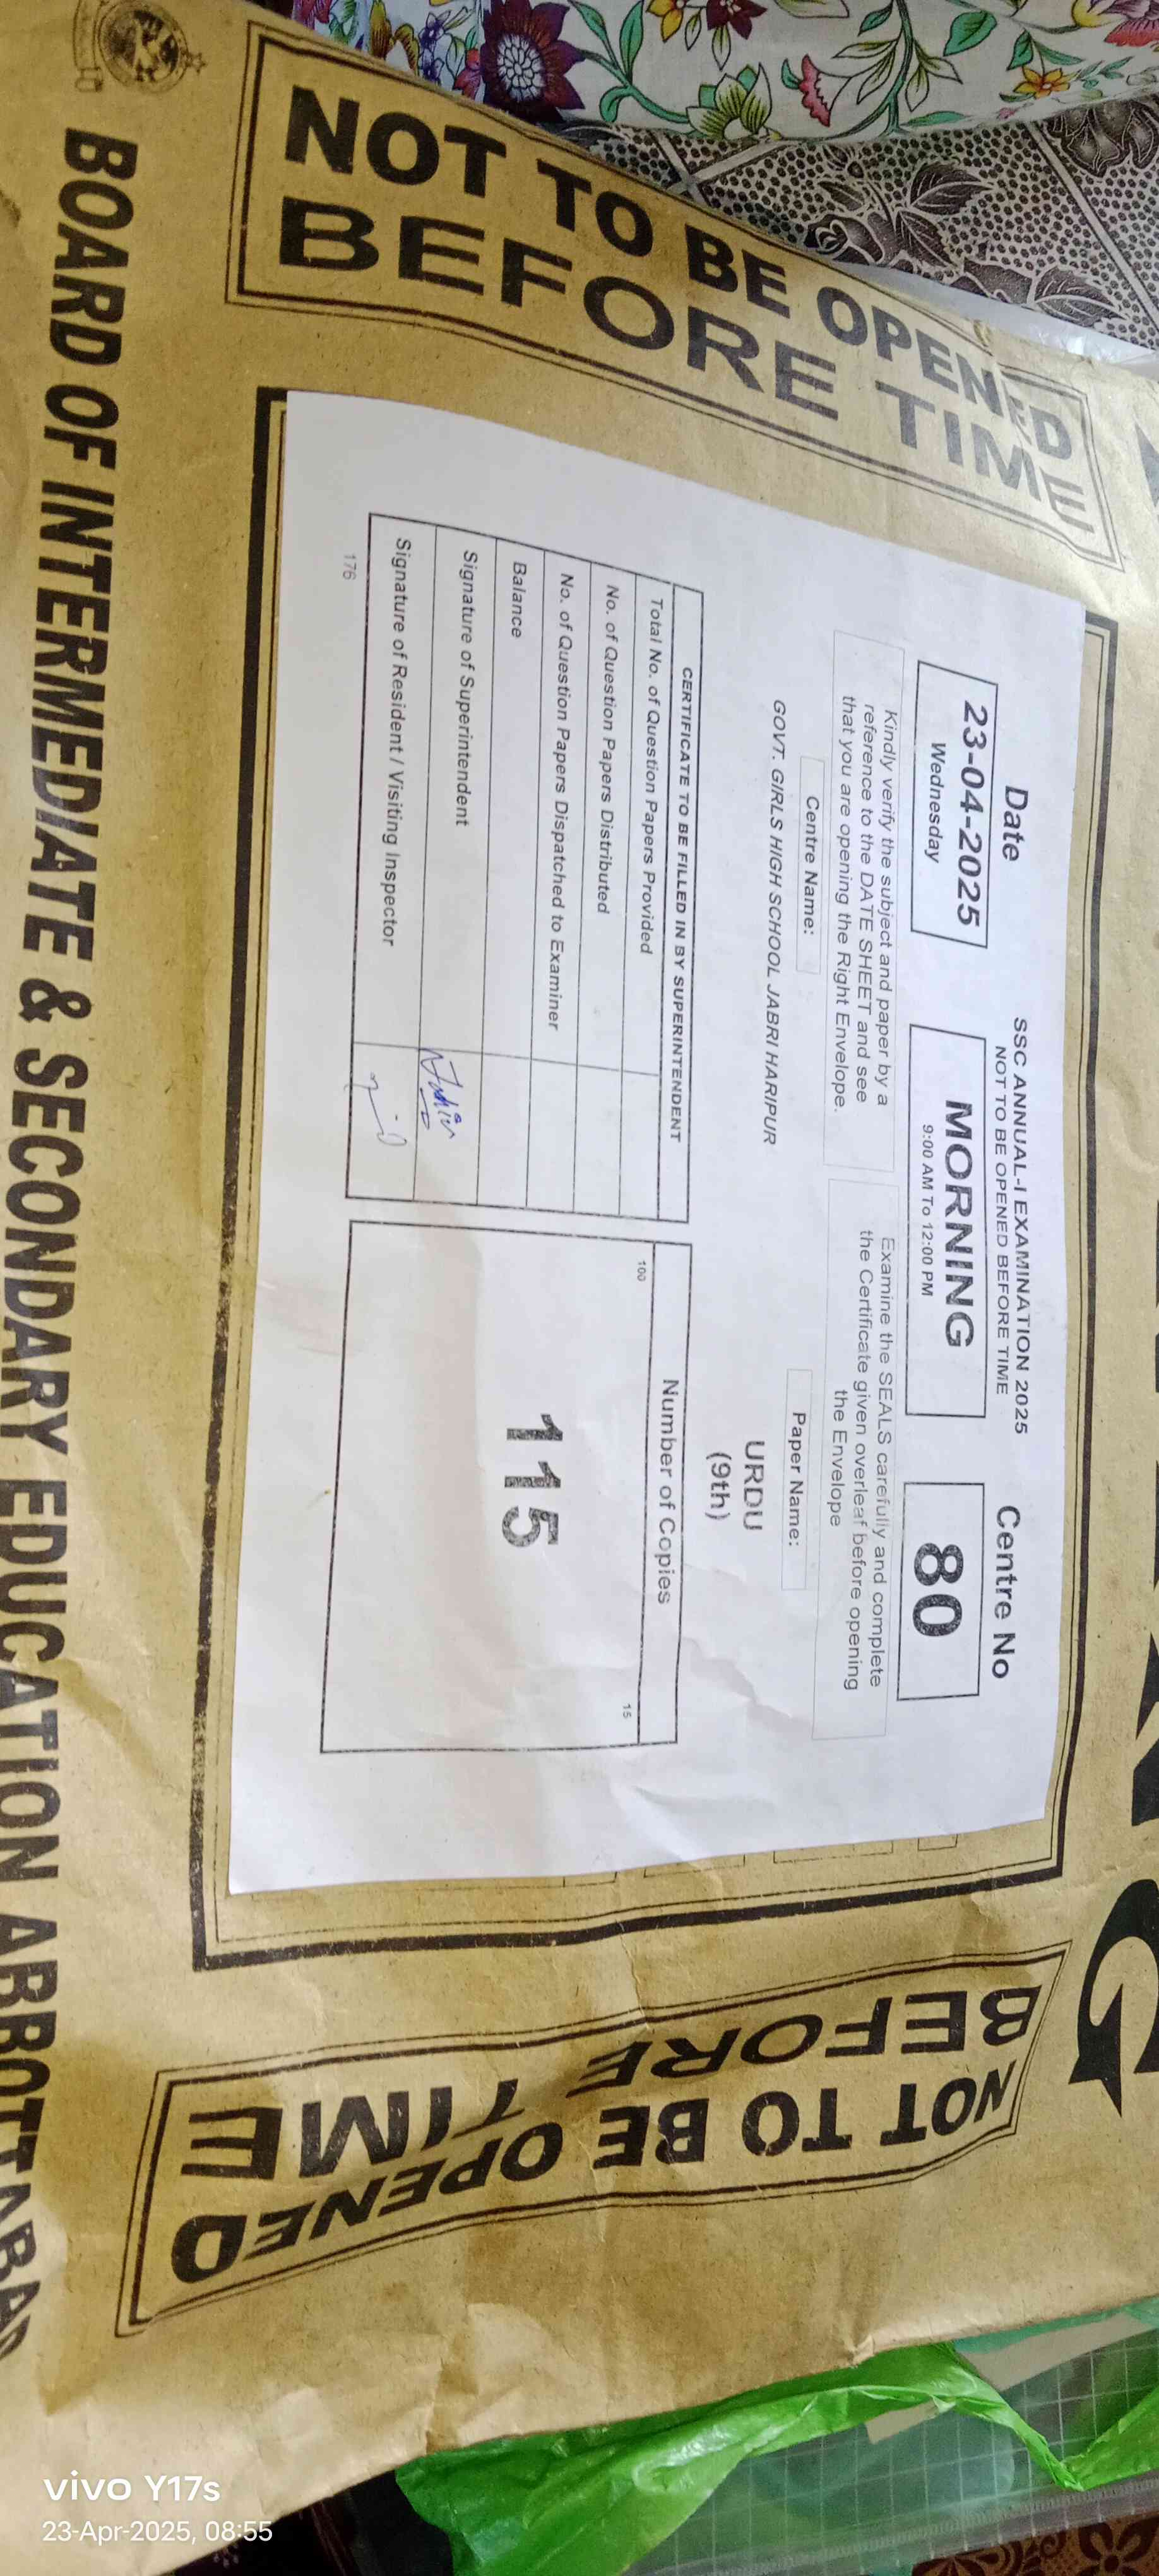 NOT TO BE OPENED
BEFORE TIME
Date
23-04-2025
Wednesday
SSC ANNUAL-I EXAMINATION 2025
NOT TO BE OPENED BEFORE TIME
MORNING
9:00 AM To 12:00 PM
Centre No
80
Kindly verify the subject and paper by a
reference to the DATE SHEET and see
that you are opening the Right Envelope.
Examine the SEALS carefully and complete
the Certificate given overleaf before opening
the Envelope
Centre Name:
GOVT. GIRLS HIGH SCHOOL JABRI HARIPUR
Paper Name:
URDU
(9th)
CERTIFICATE TO BE FILLED IN BY SUPERINTENDENT
Total No. of Question Papers Provided
No. of Question Papers Distributed
No. of Question Papers Dispatched to Examiner
Balance
Signature of Superintendent
Signature of Resident / Visiting Inspector
176
Number of Copies
100
15
115
NOT TO BE OPENED
BEFORE TIME
BOARD OF INTERMEDIATE & SECONDARY EDUCATION ABBOTTABAD
vivo Y17s
23-Apr-2025, 08:55